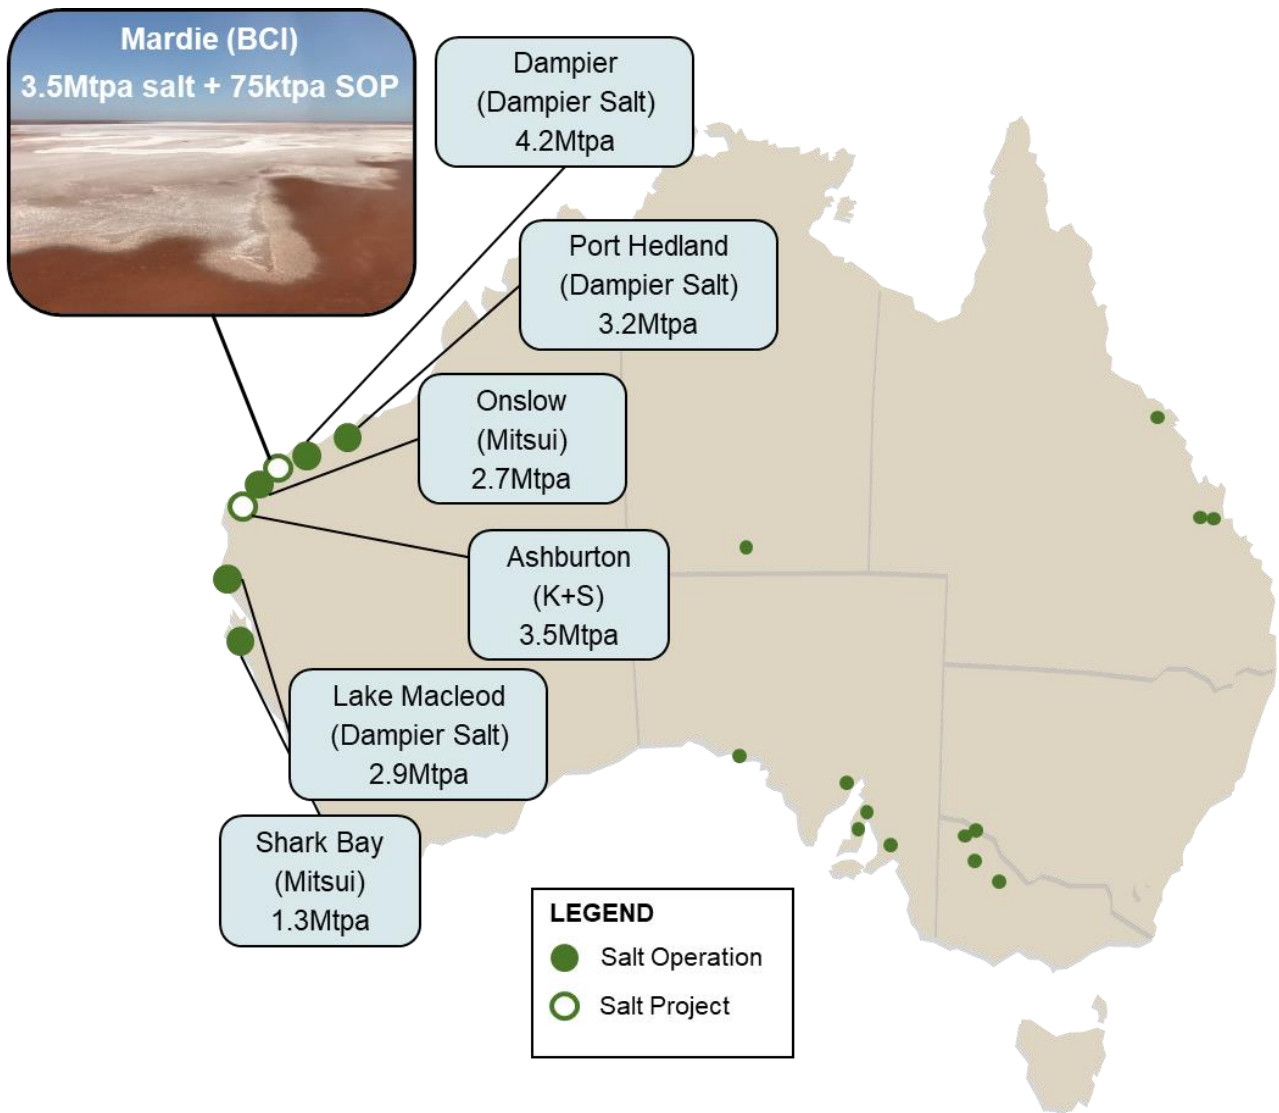 Mardie (BCI)
3.5Mtpa salt + 75ktpa SOP
Dampier
(Dampier Salt)
4.2Mtpa
Port Hedland
(Dampier Salt)
3.2Mtpa
Onslow
(Mitsui)
2.7Mtpa
Ashburton
(K+S)
3.5Mtpa
Lake Macleod
(Dampier Salt)
2.9Mtpa
Shark Bay
(Mitsui)
1.3Mtpa
LEGEND
Salt Operation
Salt Project